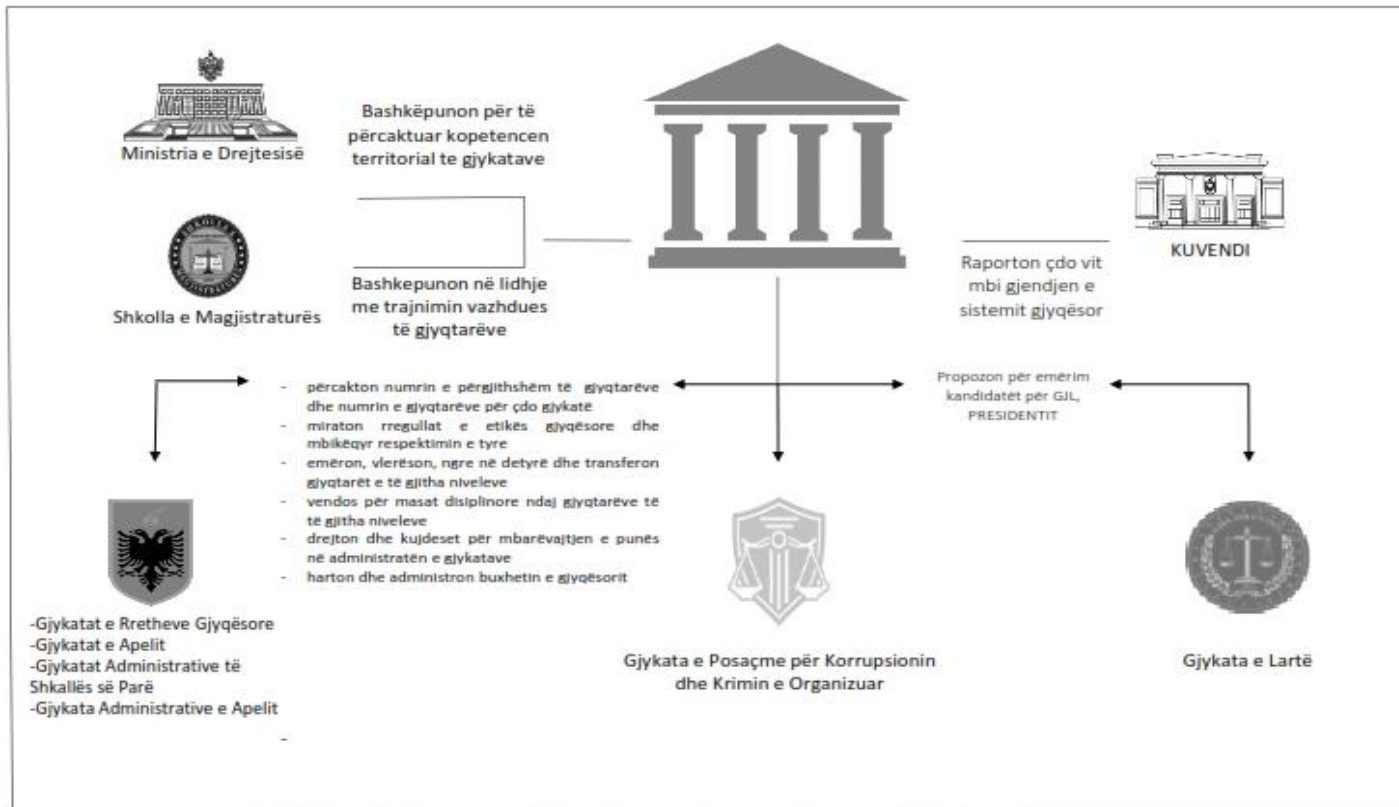 Ministria e Drejtesisë
Bashkëpunon për të
përcaktuar kopetencen
territorial te gjykatave
SHKOLLA E
MAGJISTRATURËS
Shkolla e Magjistraturës
Bashkepunon në lidhje
me trajnimin vazhdues
të gjyqtarëve
KUVENDI
Raporton çdo vit
mbi gjendjen e
sistemit gjyqësor
- përcakton numrin e përgjithshëm të gjyqtarëve
dhe numrin e gjyqtarëve për çdo gjykatë
- miraton rregullat e etikës gjyqësore dhe
mbikëqyr respektimin e tyre
- emëron, vlerëson, ngre në detyrë dhe transferon
gjyqtarët e të gjitha niveleve
- vendos për masat disiplinore ndaj gjyqtarëve të
të gjitha niveleve
- drejton dhe kujdeset për mbarëvajtjen e punës
në administratën e gjykatave
- harton dhe administron buxhetin e gjyqësorit
-
Propozon për emërim
kandidatët për GJL,
PRESIDENTIT
-Gjykatat e Rretheve Gjyqësore
-Gjykatat e Apelit
-Gjykatat Administrative të
Shkallës së Parë
-Gjykata Administrative e Apelit
Gjykata e Posaçme për Korrupsionin
dhe Krimin e Organizuar
Gjykata e Lartë